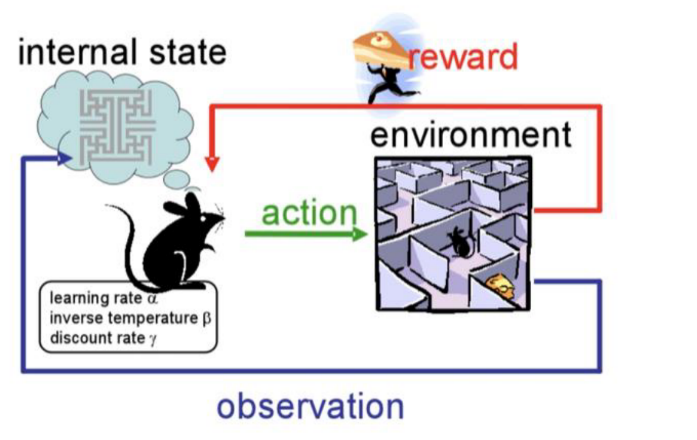 internal state
reward
environment
action
learning rate α
inverse temperature β
discount rate γ
observation